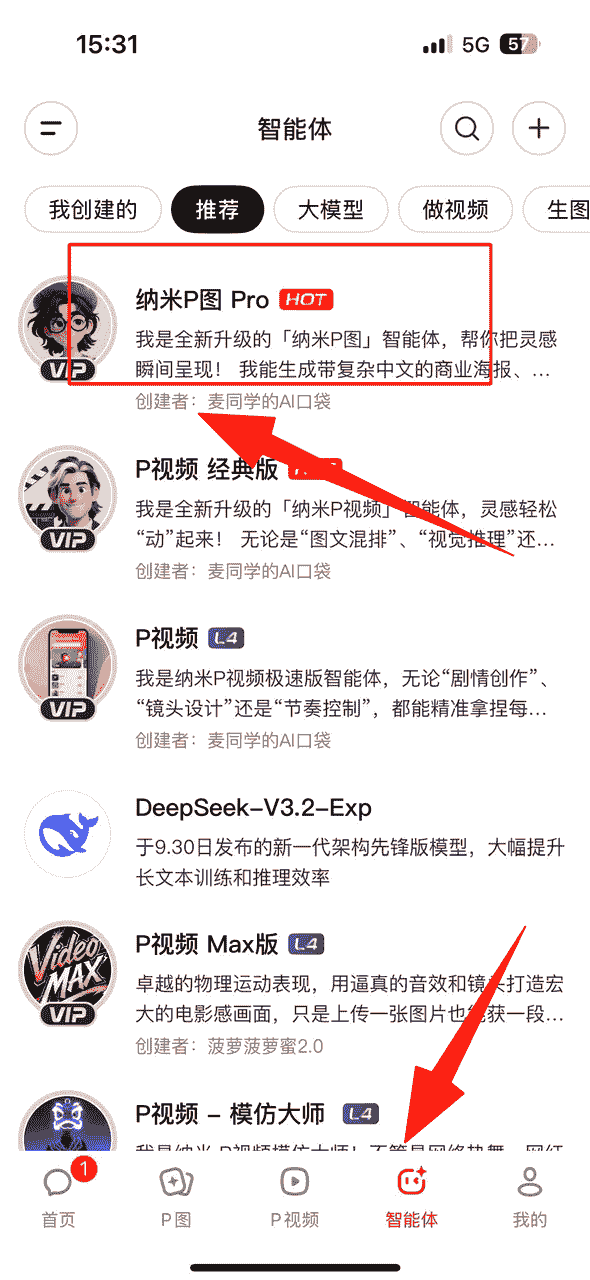 15:31
5G
57
智能体
我创建的
推荐
大模型
做视频
生图
纳米P图 Pro HOT
我是全新升级的「纳米P图」智能体，帮你把灵感
瞬间呈现！ 我能生成带复杂中文的商业海报、...
VIP
创建者：麦同学的AI口袋
P视频 经典版
我是全新升级的「纳米P视频」智能体，灵感轻松
“动”起来！ 无论是“图文混排”、“视觉推理”还...
VIP
创建者：麦同学的AI口袋
P视频 L4
我是纳米P视频极速版智能体，无论“剧情创作”、
“镜头设计”还是“节奏控制”，都能精准拿捏每...
VIP
创建者：麦同学的AI口袋
DeepSeek-V3.2-Exp
于9.30日发布的新一代架构先锋版模型，大幅提升
长文本训练和推理效率
P视频 Max版 L4
Video
MAX
VIP
卓越的物理运动表现，用逼真的音效和镜头打造宏
大的电影感画面，只是上传一张图片也能获一段...
创建者：菠萝菠萝蜜2.0
P视频 - 模仿大师 L4
1
首页
P图
P视频
智能体
我的